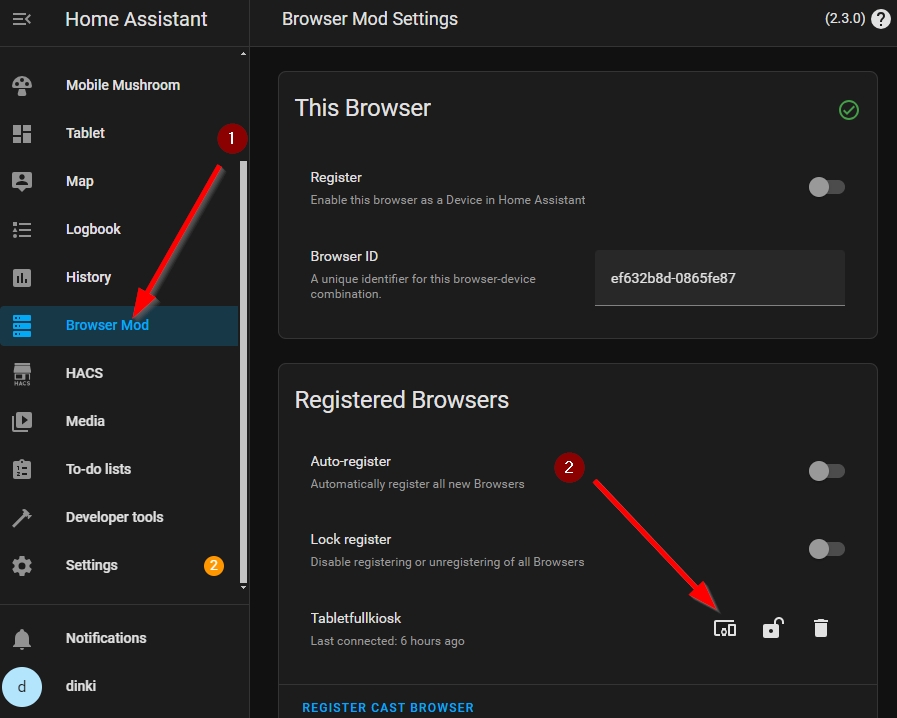 Home Assistant
Browser Mod Settings
(2.3.0)
?
Mobile Mushroom
Tablet
1
Map
Logbook
History
Browser Mod
HACS
HACS
Media
To-do lists
Developer tools
Settings
2
Notifications
d
dinki
This Browser
Register
Enable this browser as a Device in Home Assistant
Browser ID
A unique identifier for this browser-device
combination.
ef632b8d-0865fe87
Registered Browsers
Auto-register
Automatically register all new Browsers
2
Lock register
Disable registering or unregistering of all Browsers
Tabletfullkiosk
Last connected: 6 hours ago
REGISTER CAST BROWSER